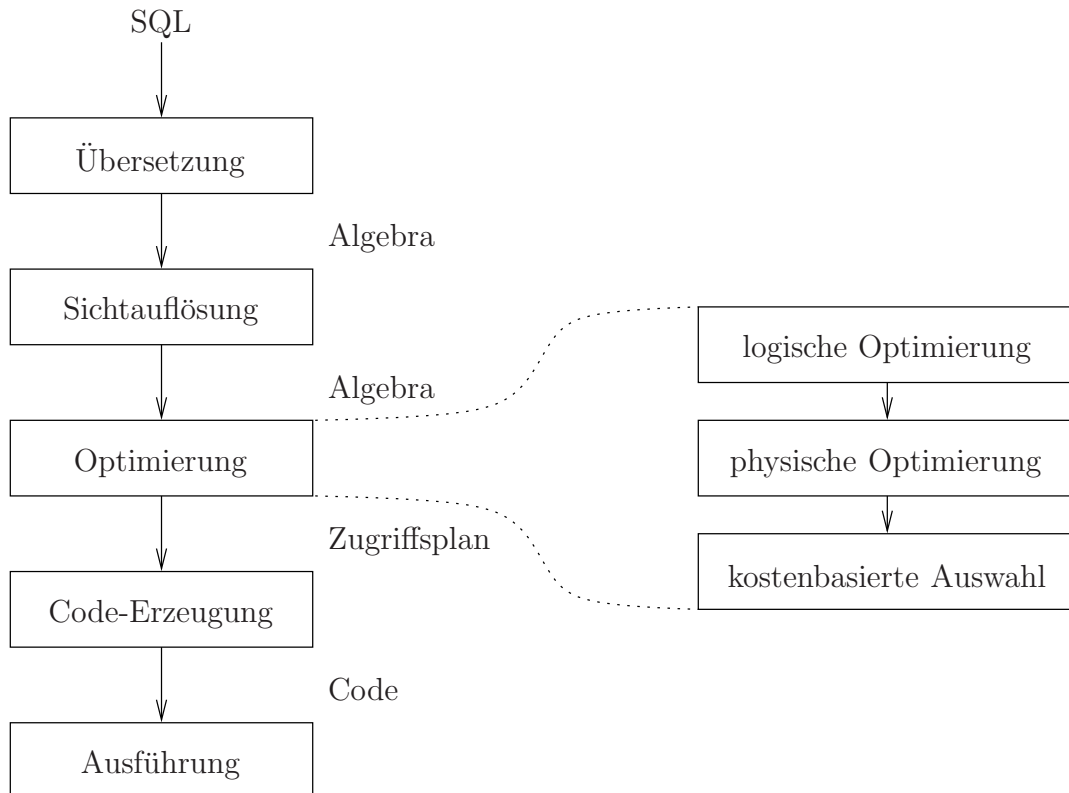 SQL
Übersetzung
Algebra
Sichtauflösung
Algebra
Optimierung
Zugriffsplan
Code-Erzeugung
Code
Ausführung
logische Optimierung
physische Optimierung
kostenbasierte Auswahl